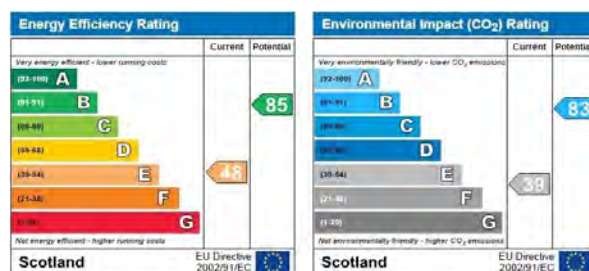 Energy Efficiency Rating
Current Potential
Very energy efficient - lower running costs
(92-100) A
(81-91) B
(69-80) C
(55-68) D
(39-54) E
(21-38) F
(1-20) G
48
85
Not energy efficient - higher running costs
Scotland
EU Directive
2002/91/EC
Environmental Impact (CO₂) Rating
Current Potential
Very environmentally friendly - lower CO₂ emissions
(92-100) A
(81-91) B
C
D
(39-54) E
(21-38) F
(1-20) G
39
83
Not environmentally friendly - higher CO₂ emissions
Scotland
EU Directive
2002/91/EC